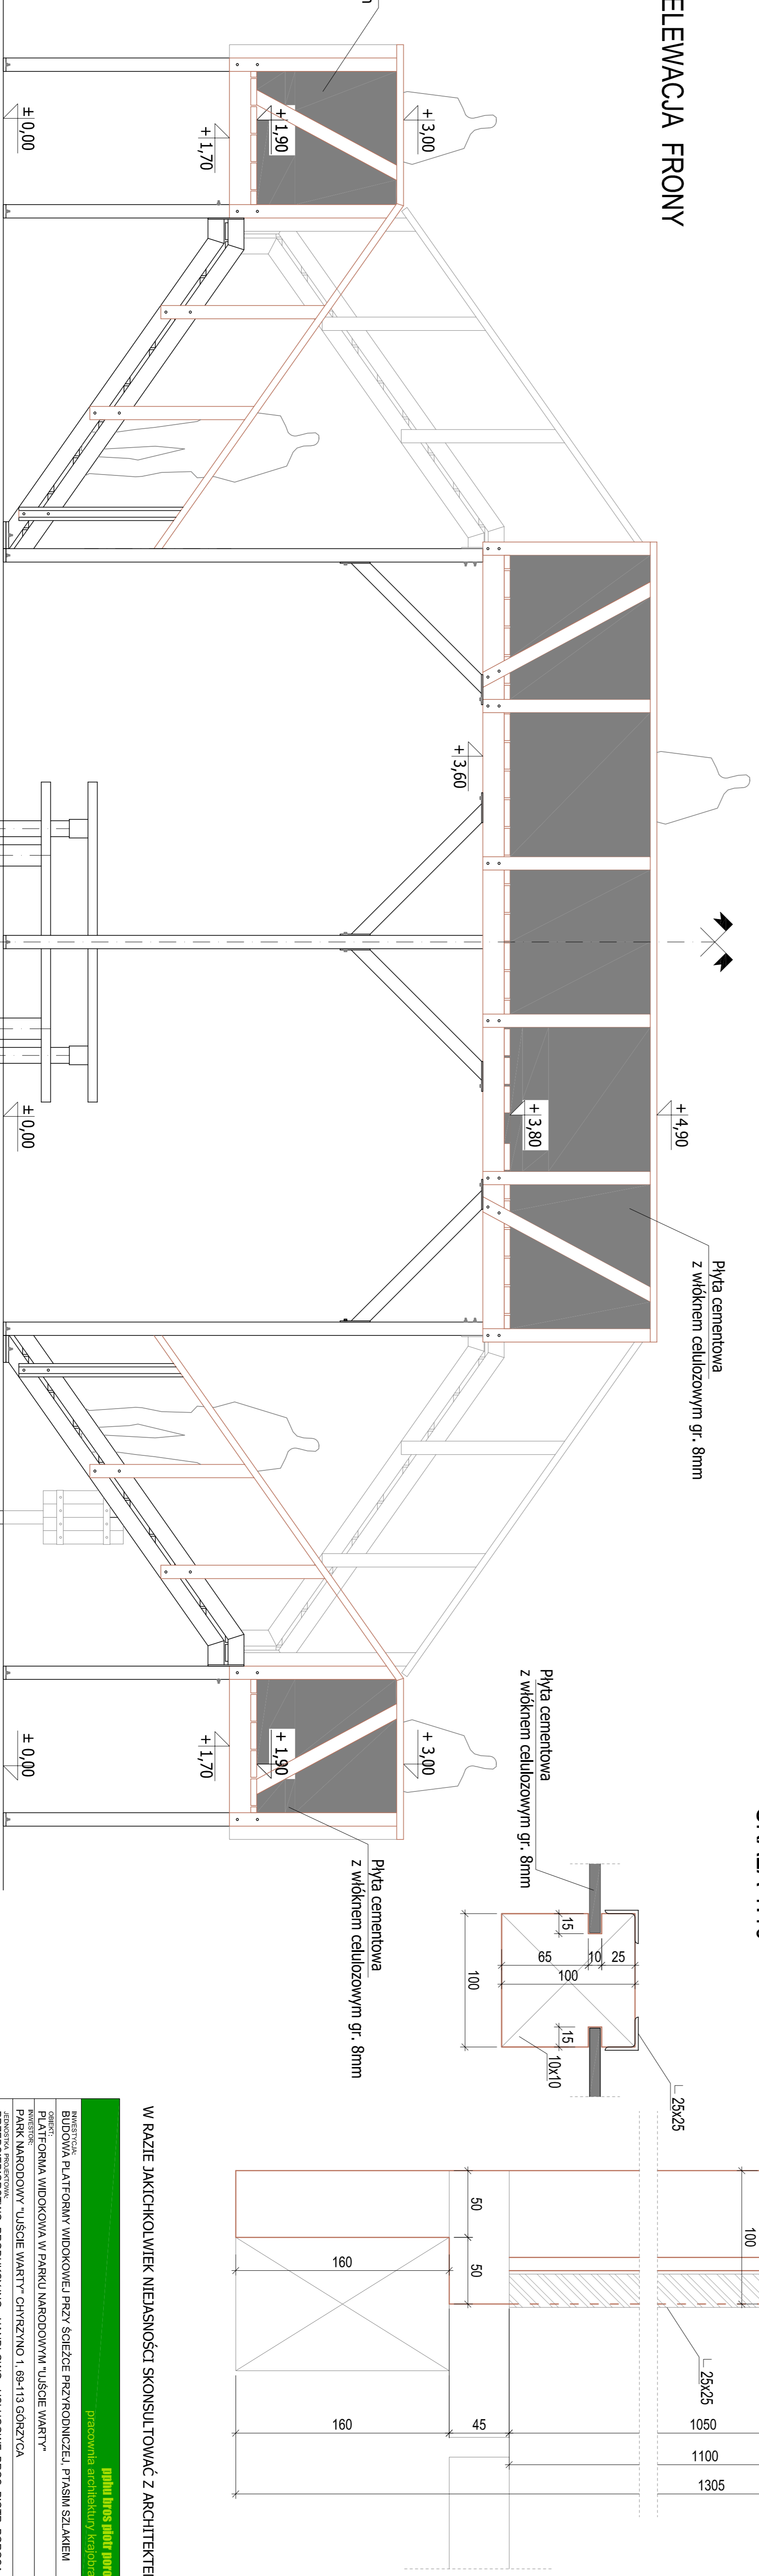 ELEWACJA FRONY
± 0,00
+ 1,70
+ 1,90
+ 3,00
+ 3,60
± 0,00
+ 3,80
+ 4,90
Płyta cementowa
z włóknem celulozowym gr. 8mm
± 0,00
+ 1,70
+ 1,90
+ 3,00
Płyta cementowa
z włóknem celulozowym gr. 8mm
Płyta cementowa
z włóknem celulozowym gr. 8mm
15
65
10
25
100
100
15
10x10
∟ 25x25
50
50
100
160
∟ 25x25
160
45
1050
1100
1305
W RAZIE JAKICHKOLWIEK NIEJASNOŚCI SKONSULTOWAĆ Z
pphu bros piotr
pracownia architektury
INWESTYCJA:
BUDOWA PLATFORMY WIDOKOWEJ PRZY ŚCIEŻCE PRZYRODNICZEJ, PTASIM SZLAKIEM
OBIEKT:
PLATFORMA WIDOKOWA W PARKU NARODOWYM "UJŚCIE WARTY"
INWESTOR:
PARK NARODOWY "UJŚCIE WARTY" CHYRZYNO 1, 69-113 GÓRZYCA
JEDNOSTKA PROJEKTOWA: